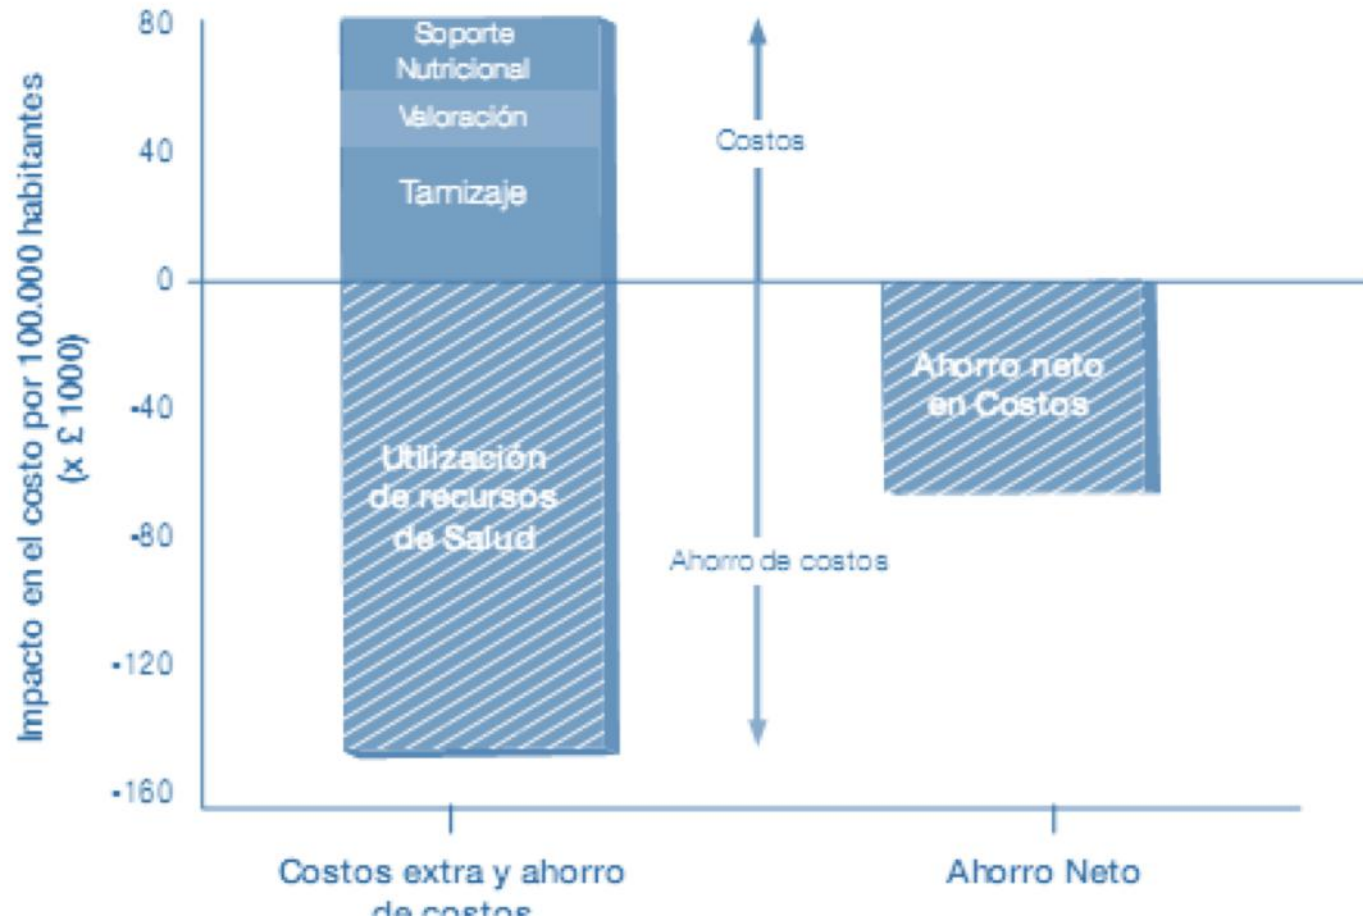 Impacto en el costo por 100.000 habitantes
(x £ 1000)
80
40
0
-40
-80
-120
-160
Soporte
Nutricional
Valoración
Tamizaje
Utilización
de recursos
de Salud
Costos
Ahorro de costos
Ahorro neto
en Costos
Costos extra y ahorro
de costos
Ahorro Neto